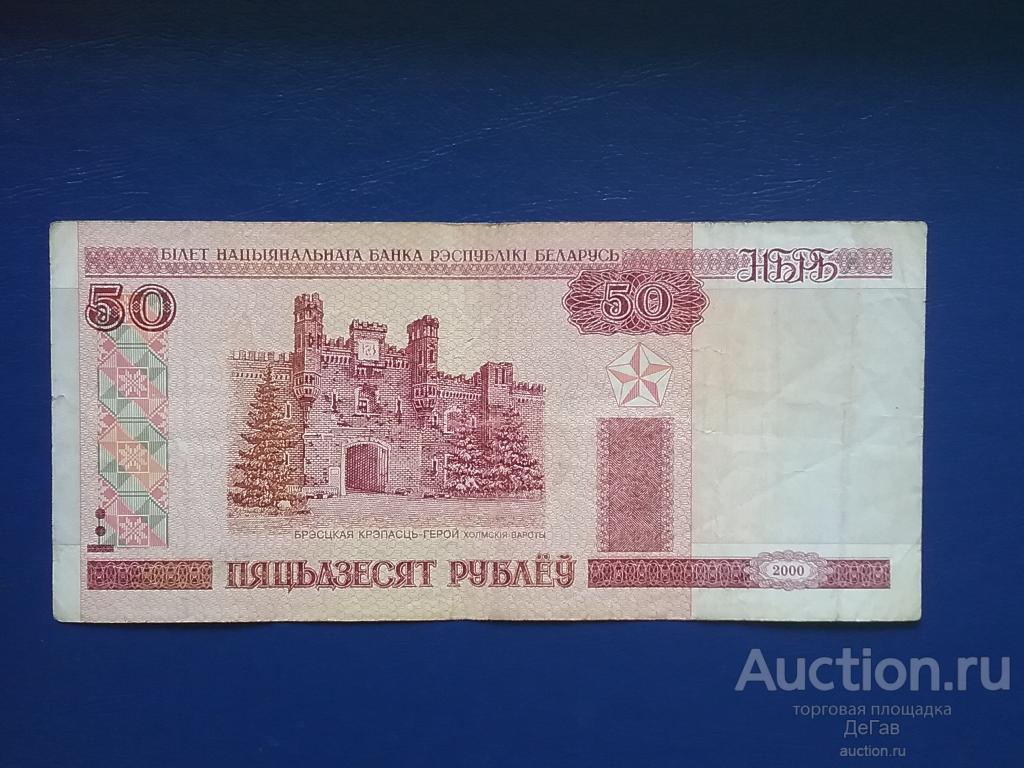 БІЛЕТ НАЦЫЯНАЛЬНАГА БАНКА РЭСПУБЛІКІ БЕЛАРУСЬ НБРБ
50 50
БРЭСЦКАЯ КРЭПАСЦЬ-ГЕРОЙ ХОЛМСКІЯ ВАРОТЫ
ПЯЦЬДЗЕСЯТ РУБЛЁЎ 2000
Auction.ru
торговая площадка
ДеГав
auction.ru